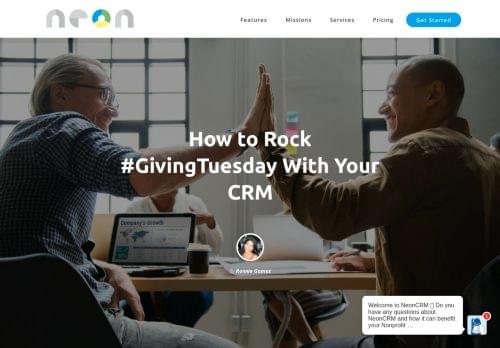 neon
Features Missions Services Pricing Get Started
How to Rock
#GivingTuesday With Your
CRM
Company's Growth
By Ronnie Gomez
Welcome to NeonCRM Do you
have any questions about
NeonCRM and how it can benefit
your Nonprofit ...
1